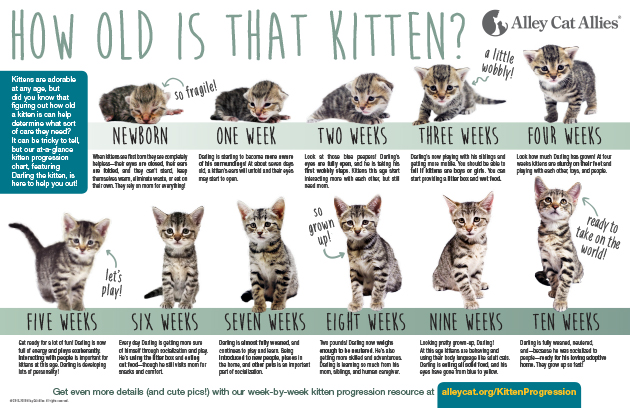 HOW OLD IS THAT KITTEN?
Alley Cat Allies®
Kittens are adorable
at any age, but
did you know that
figuring out how old
a kitten is can help
determine what sort
of care they need?
It can be tricky to tell,
but our at-a-glance
kitten progression
chart, featuring
Darling the kitten, is
here to help you out!
so fragile!
a little
wobbly!
NEWBORN
ONE WEEK
TWO WEEKS
THREE WEEKS
FOUR WEEKS
When kittens are first born they are completely
helpless—their eyes are closed, their ears
are folded, and they can't stand, keep
themselves warm, eliminate waste, or eat on
their own. They rely on mom for everything!
Darling is starting to become more aware
of his surroundings! At about seven days
old, a kitten's ears will unfold and their eyes
may start to open.
Look at those blue peepers! Darling's
eyes are fully open, and he is taking his
first wobbly steps. Kittens this age start
interacting more with each other, but still
need mom.
Darling's now playing with his siblings and
getting more mobile. You should be able to
tell if kittens are boys or girls. You can
start providing a litter box and wet food.
Look how much Darling has grown! At four
weeks kittens are sturdy on their feet and
playing with each other, toys, and people.
let's
play!
so
grown
up!
ready to
take on the
world!
FIVE WEEKS
SIX WEEKS
SEVEN WEEKS
EIGHT WEEKS
NINE WEEKS
TEN WEEKS
Get ready for a lot of fun! Darling is now
full of energy and plays exuberantly.
Interacting with people is important for
kittens at this age. Darling is developing
lots of personality!
Every day Darling is getting more sure
of himself through socialization and play.
He's using the litter box and eating
cat food—though he still visits mom for
snacks and comfort.
Darling is almost fully weaned, and
continues to play and learn. Being
introduced to new people, places in
the home, and other pets is an important
part of socialization.
Two pounds! Darling now weighs
enough to be neutered. He's also
getting more skilled and adventurous.
Darling is learning so much from his
mom, siblings, and human caregiver.
Looking pretty grown-up, Darling!
At this age kittens are behaving and
using their body language like adult cats.
Darling is eating all solid food, and his
eyes have gone from blue to yellow.
Darling is fully weaned, neutered,
and—because he was socialized to
people—ready for his loving adoptive
home. They grow up so fast!
Get even more details (and cute pics!) with our week-by-week kitten progression resource at
alleycat.org/KittenProgression